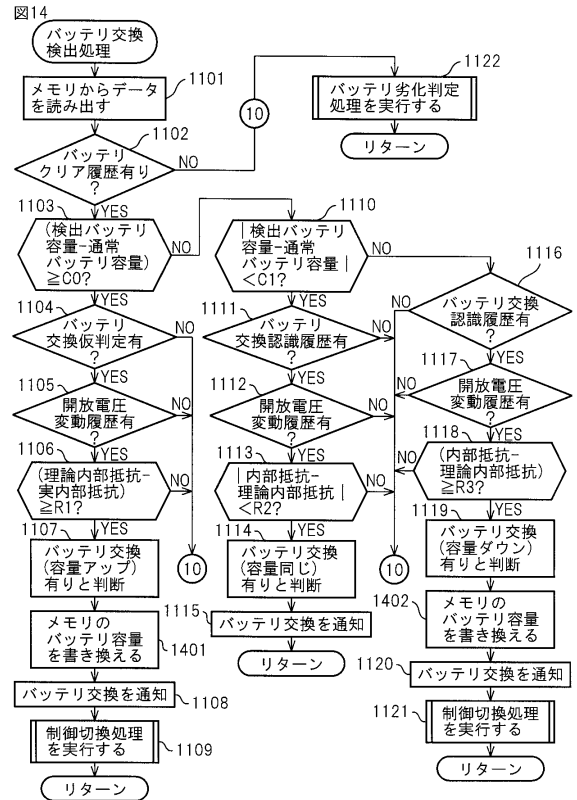 図14
バッテリ交換
検出処理
1101
メモリからデータ
を読み出す
1102
バッテリ
クリア履歴有り
?
NO
YES
10
1122
バッテリ劣化判定
処理を実行する
リターン
1103
(検出バッテリ
容量-通常
バッテリ容量)
≧C0?
NO
YES
1104
バッテリ
交換仮判定有
?
NO
YES
1105
開放電圧
変動履歴有
?
NO
YES
1106
(理論内部抵抗-
実内部抵抗)
≧R1?
NO
YES
1107
バッテリ交換
(容量アップ)
有りと判断
10
メモリの
バッテリ容量
を書き換える
1401
バッテリ交換を通知
1108
制御切換処理
を実行する
1109
リターン
1110
|検出バッテリ
容量-通常
バッテリ容量|
<C1?
NO
YES
1111
バッテリ
交換認識履歴有
?
NO
YES
1112
開放電圧
変動履歴有
?
NO
YES
1113
|内部抵抗-
理論内部抵抗|
<R2?
NO
YES
1114
バッテリ交換
(容量同じ)
有りと判断
1115
バッテリ交換を通知
リターン
1116
バッテリ交換
認識履歴有
?
NO
YES
1117
開放電圧
変動履歴有
?
NO
YES
1118
(内部抵抗-
理論内部抵抗)
≧R3?
NO
YES
1119
バッテリ交換
(容量ダウン)
有りと判断
10
1402
メモリの
バッテリ容量
を書き換える
1120
バッテリ交換を通知
1121
制御切換処理
を実行する
リターン